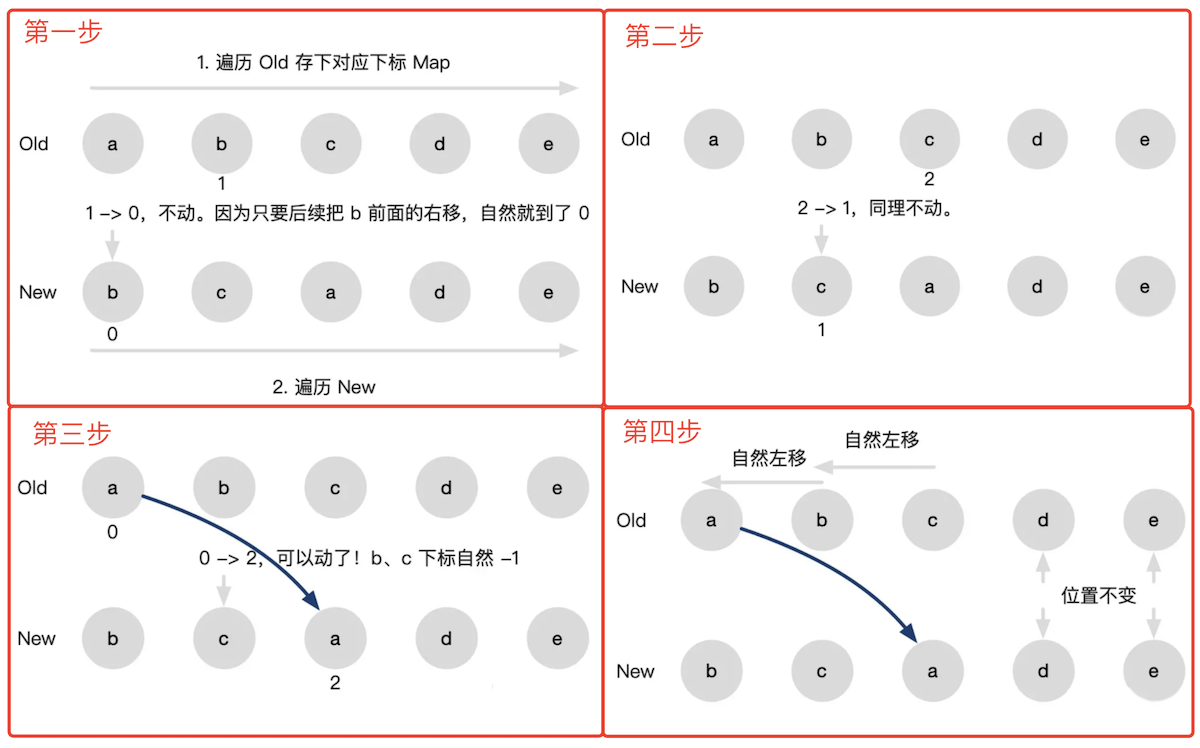 第一步
1. 遍历 Old 存下对应下标 Map
Old a b c d e
1
1 –> 0，不动。因为只要后续把 b 前面的右移，自然就到了 0
New b c a d e
0
2. 遍历 New
第二步
Old a b c d e
2
2 –> 1，同理不动。
New b c a d e
1
第三步
Old a b c d e
0
0 –> 2，可以动了！b、c 下标自然 –1
New b c a d e
2
第四步
自然左移
自然左移
Old a b c d e
位置不变
New b c a d e